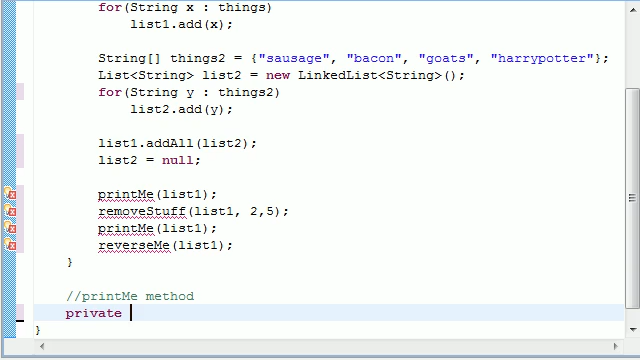 for(String x : things)
list1.add(x);
String[] things2 = {"sausage", "bacon", "goats", "harrypotter"};
List<String> list2 = new LinkedList<String>();
for(String y : things2)
list2.add(y);
list1.addAll(list2);
list2 = null;
printMe(list1);
removeStuff(list1, 2,5);
printMe(list1);
reverseMe(list1);
}
//printMe method
private
}